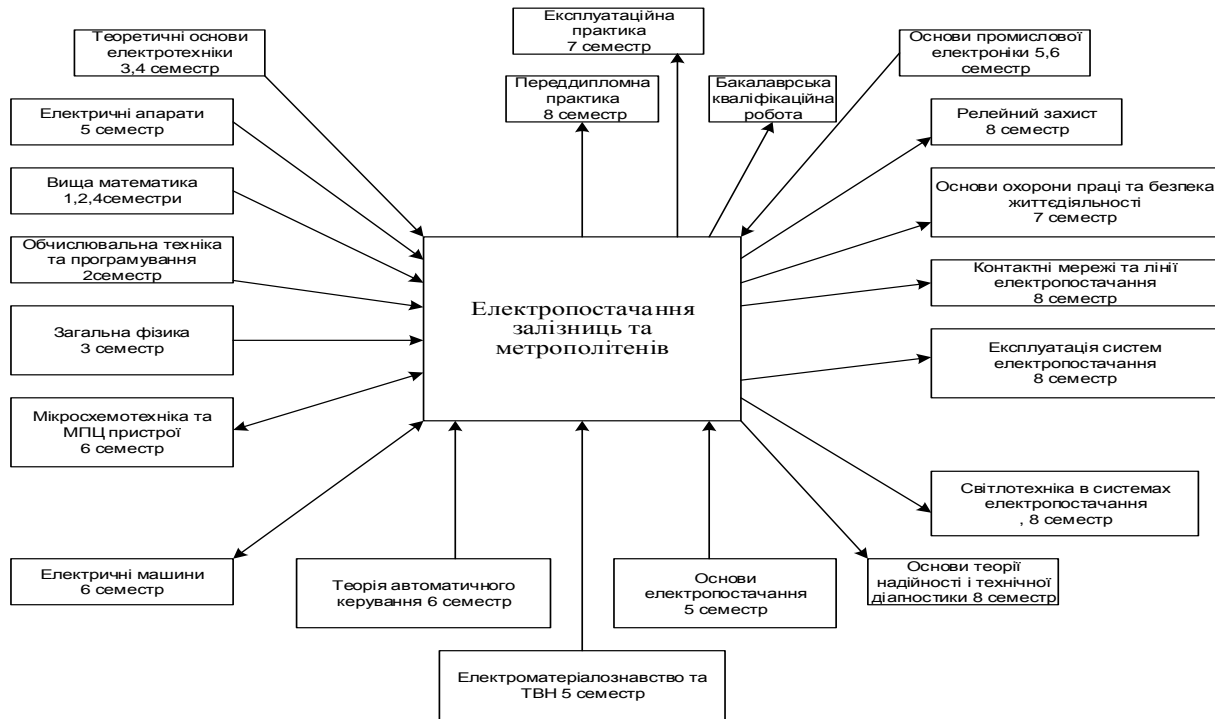 Теоретичні основи
електротехніки
3,4 семестр
Експлуатаційна
практика
7 семестр
Основи промислової
електроніки 5,6
семестр
Переддипломна
практика
8 семестр
Бакалаврська
кваліфікаційна
робота
Електричні апарати
5 семестр
Релейний захист
8 семестр
Вища математика
1,2,4семестри
Основи охорони праці та безпека
життєдіяльності
7 семестр
Обчислювальна техніка
та програмування
2семестр
Контактні мережі та лінії
електропостачання
8 семестр
Електропостачання
залізниць та
метрополітенів
Загальна фізика
3 семестр
Експлуатація систем
електропостачання
8 семестр
Мікросхемотехніка та
МПЦ пристрої
6 семестр
Світлотехніка в системах
електропостачання
, 8 семестр
Електричні машини
6 семестр
Теорія автоматичного
керування 6 семестр
Основи
електропостачання
5 семестр
Основи теорії
надійності і технічної
діагностики 8 семестр
Електроматеріалознавство та
ТВН 5 семестр